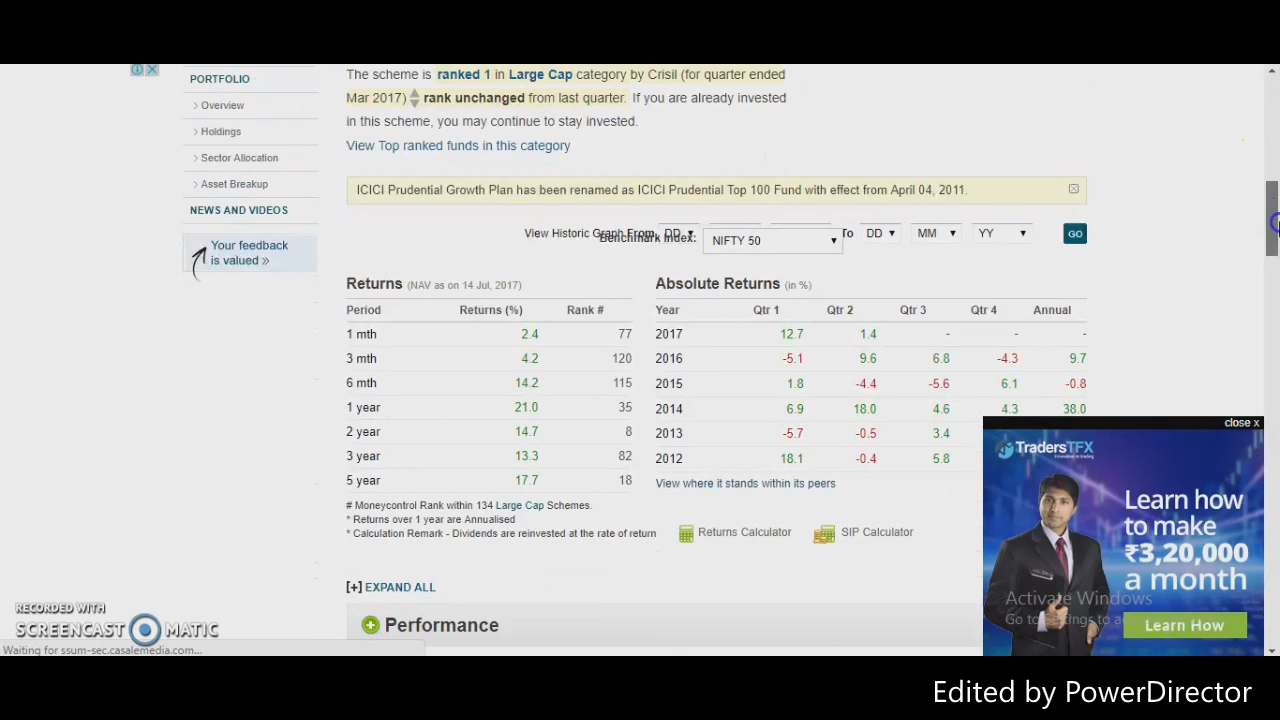 The scheme is ranked 1 in Large Cap category by Crisil (for quarter ended
Mar 2017) rank unchanged from last quarter. If you are already invested
in this scheme, you may continue to stay invested.
View Top ranked funds in this category
PORTFOLIO
> Overview
> Holdings
> Sector Allocation
> Asset Breakup
NEWS AND VIDEOS
Your feedback
is valued »
ICICI Prudential Growth Plan has been renamed as ICICI Prudential Top 100 Fund with effect from April 04, 2011.
View Historic Graph From DD To DD MM YY GO
Benchmark Index: NIFTY 50
Returns (NAV as on 14 Jul, 2017)
Period Returns (%) Rank #
1 mth 2.4 77
3 mth 4.2 120
6 mth 14.2 115
1 year 21.0 35
2 year 14.7 8
3 year 13.3 82
5 year 17.7 18
# Moneycontrol Rank within 134 Large Cap Schemes.
* Returns over 1 year are Annualised
* Calculation Remark - Dividends are reinvested at the rate of return
Absolute Returns (in %)
Year Qtr 1 Qtr 2 Qtr 3 Qtr 4 Annual
2017 12.7 1.4 - - -
2016 -5.1 9.6 6.8 -4.3 9.7
2015 1.8 -4.4 -5.6 6.1 -0.8
2014 6.9 18.0 4.6 4.3 38.0
2013 -5.7 -0.5 3.4
2012 18.1 -0.4 5.8
View where it stands within its peers
Returns Calculator SIP Calculator
[+] EXPAND ALL
Performance
close x
TradersTFX
Learn how
to make
₹3,20,000
a month
Learn How
Activate Windows
Go to Settings to
RECORDED WITH
SCREENCAST MATIC
Waiting for ssum-sec.casalemedia.com...
Edited by PowerDirector